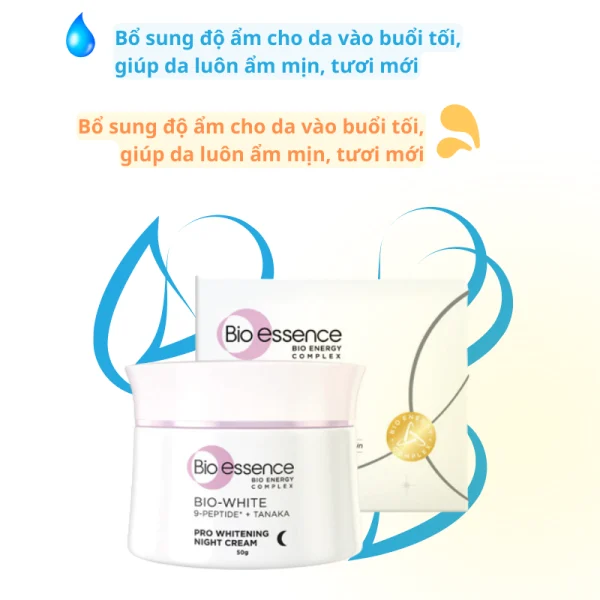 Bổ sung độ ẩm cho da vào buổi tối,
giúp da luôn ẩm mịn, tươi mới
Bổ sung độ ẩm cho da vào buổi tối,
giúp da luôn ẩm mịn, tươi mới
Bio essence
BIO ENERGY
COMPLEX
Bio essence
BIO ENERGY
COMPLEX
BIO-WHITE
9-PEPTIDE* + TANAKA
PRO WHITENING
NIGHT CREAM
50g